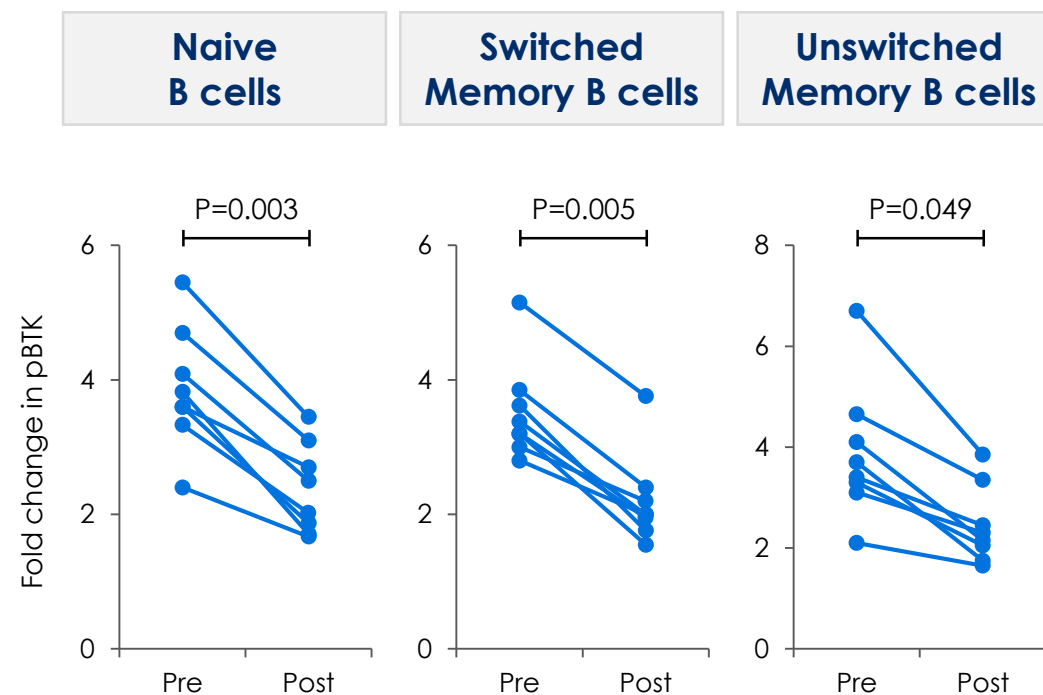 Naive
B cells
Switched
Memory B cells
Unswitched
Memory B cells
P=0.003
P=0.005
P=0.049
Fold change in pBTK
6
4
2
0
Pre Post
6
4
2
0
Pre Post
8
6
4
2
0
Pre Post